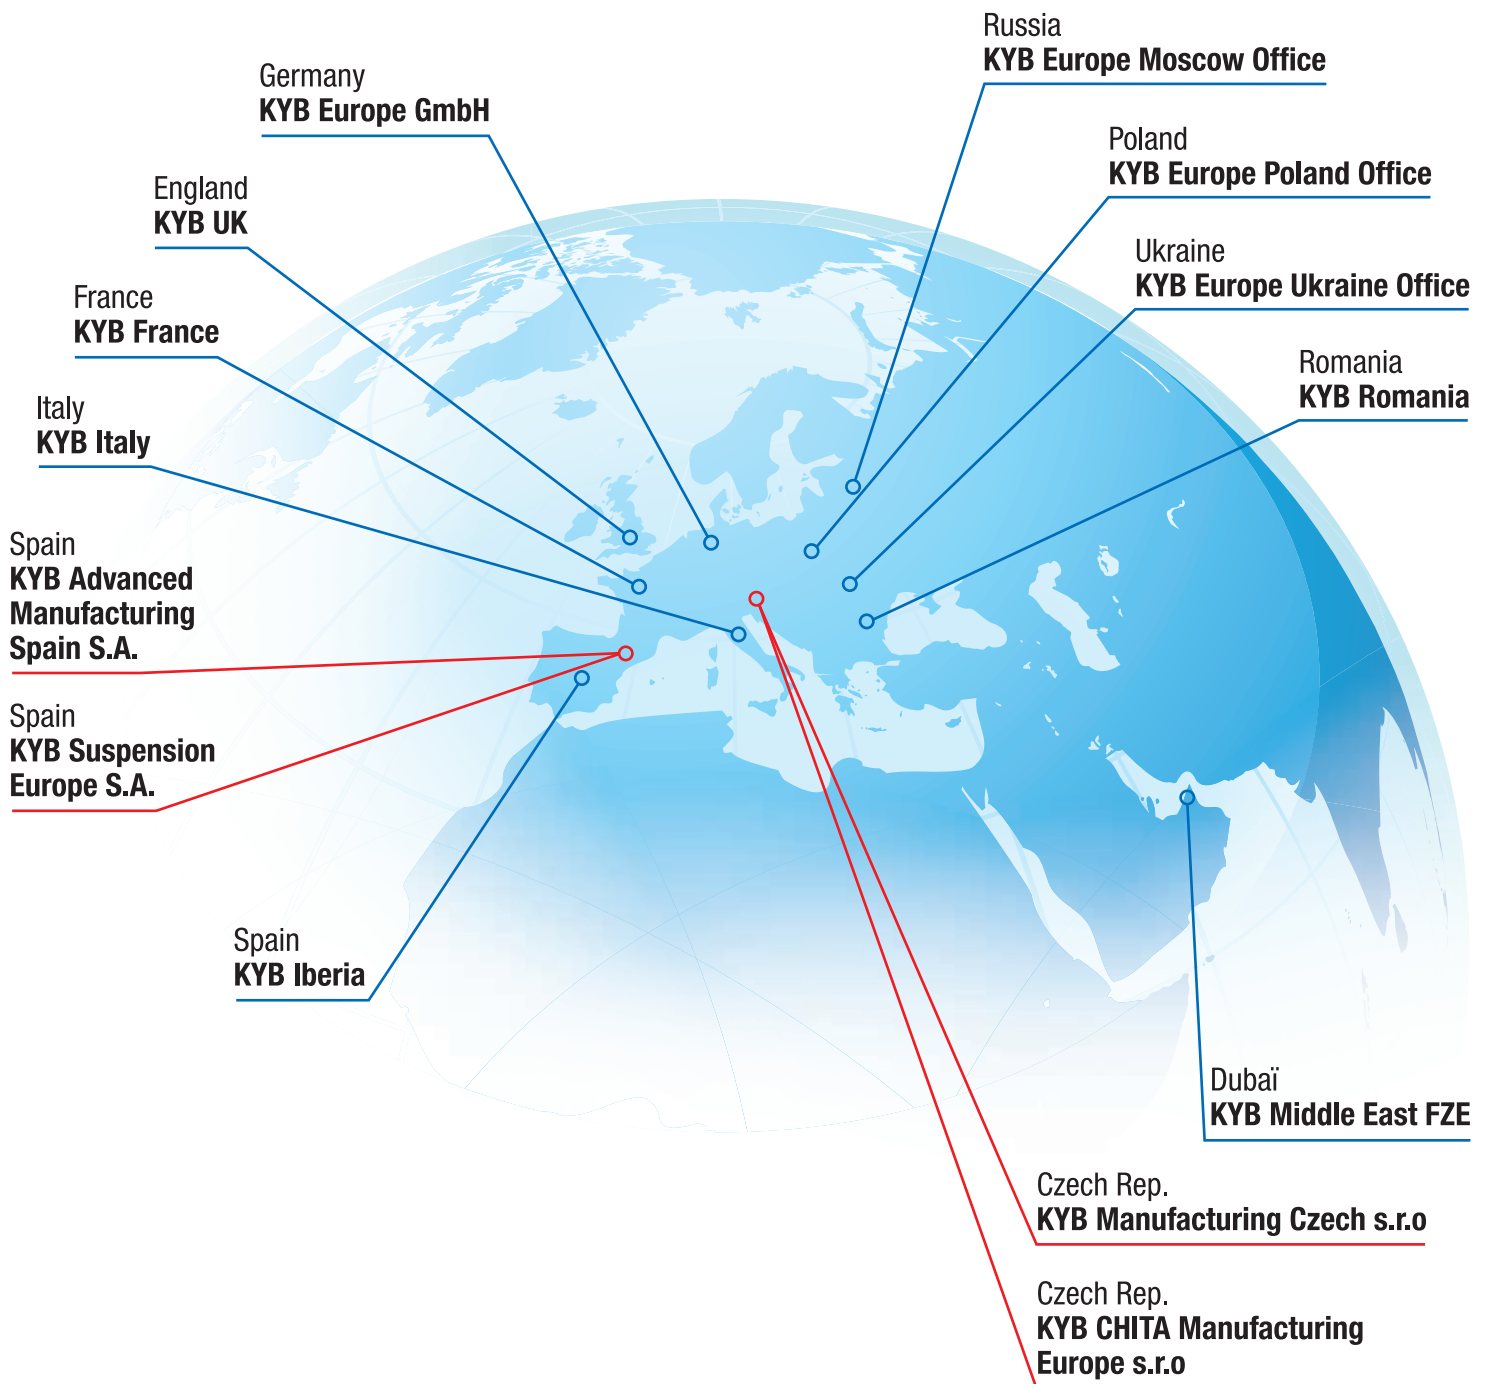 Russia
KYB Europe Moscow Office
Germany
KYB Europe GmbH
Poland
KYB Europe Poland Office
England
KYB UK
Ukraine
KYB Europe Ukraine Office
France
KYB France
Romania
KYB Romania
Italy
KYB Italy
Spain
KYB Advanced
Manufacturing
Spain S.A.
Spain
KYB Suspension
Europe S.A.
Spain
KYB Iberia
Dubaï
KYB Middle East FZE
Czech Rep.
KYB Manufacturing Czech s.r.o
Czech Rep.
KYB CHITA Manufacturing
Europe s.r.o